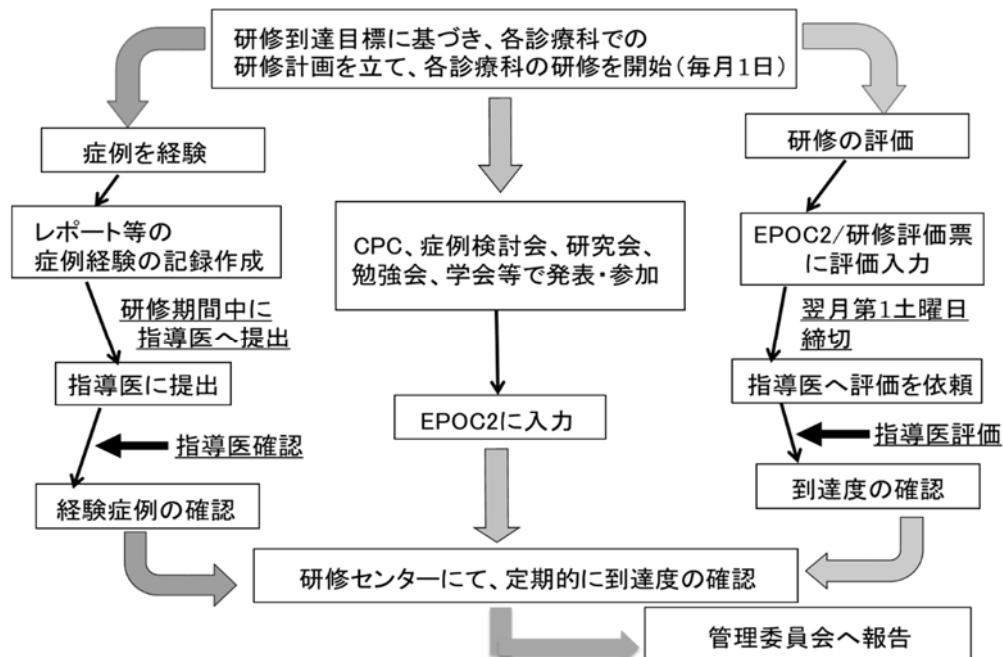 研修到達目標に基づき、各診療科での
研修計画を立て、各診療科の研修を開始(毎月1日)
症例を経験
レポート等の
症例経験の記録作成
研修期間中に
指導医へ提出
指導医に提出
指導医確認
経験症例の確認
CPC、症例検討会、研究会、
勉強会、学会等で発表・参加
EPOC2に入力
研修の評価
EPOC2/研修評価票
に評価入力
翌月第1土曜日
締切
指導医へ評価を依頼
指導医評価
到達度の確認
研修センターにて、定期的に到達度の確認
管理委員会へ報告